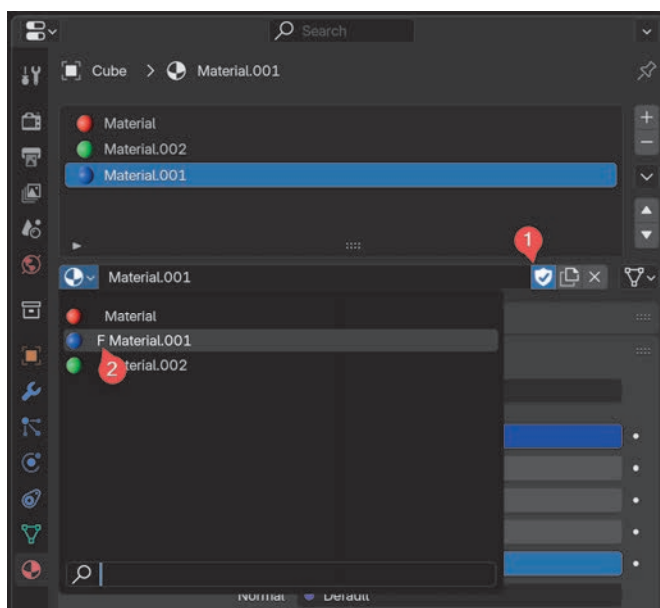 Search
Cube > Material.001
Material
Material.002
Material.001
1
Material.001
Material
F Material.001
2 terial.002
Normal Default